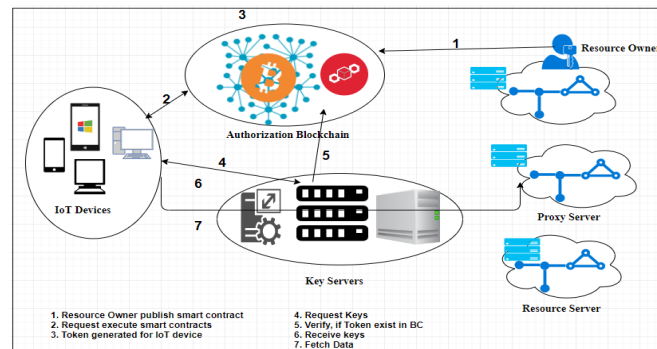 3
1
Resource Owner
2
Authorization Blockchain
4
5
6
IoT Devices
7
Proxy Server
Key Servers
Resource Server
1. Resource Owner publish smart contract
2. Request execute smart contracts
3. Token generated for IoT device
4. Request Keys
5. Verify, if Token exist in BC
6. Receive keys
7. Fetch Data